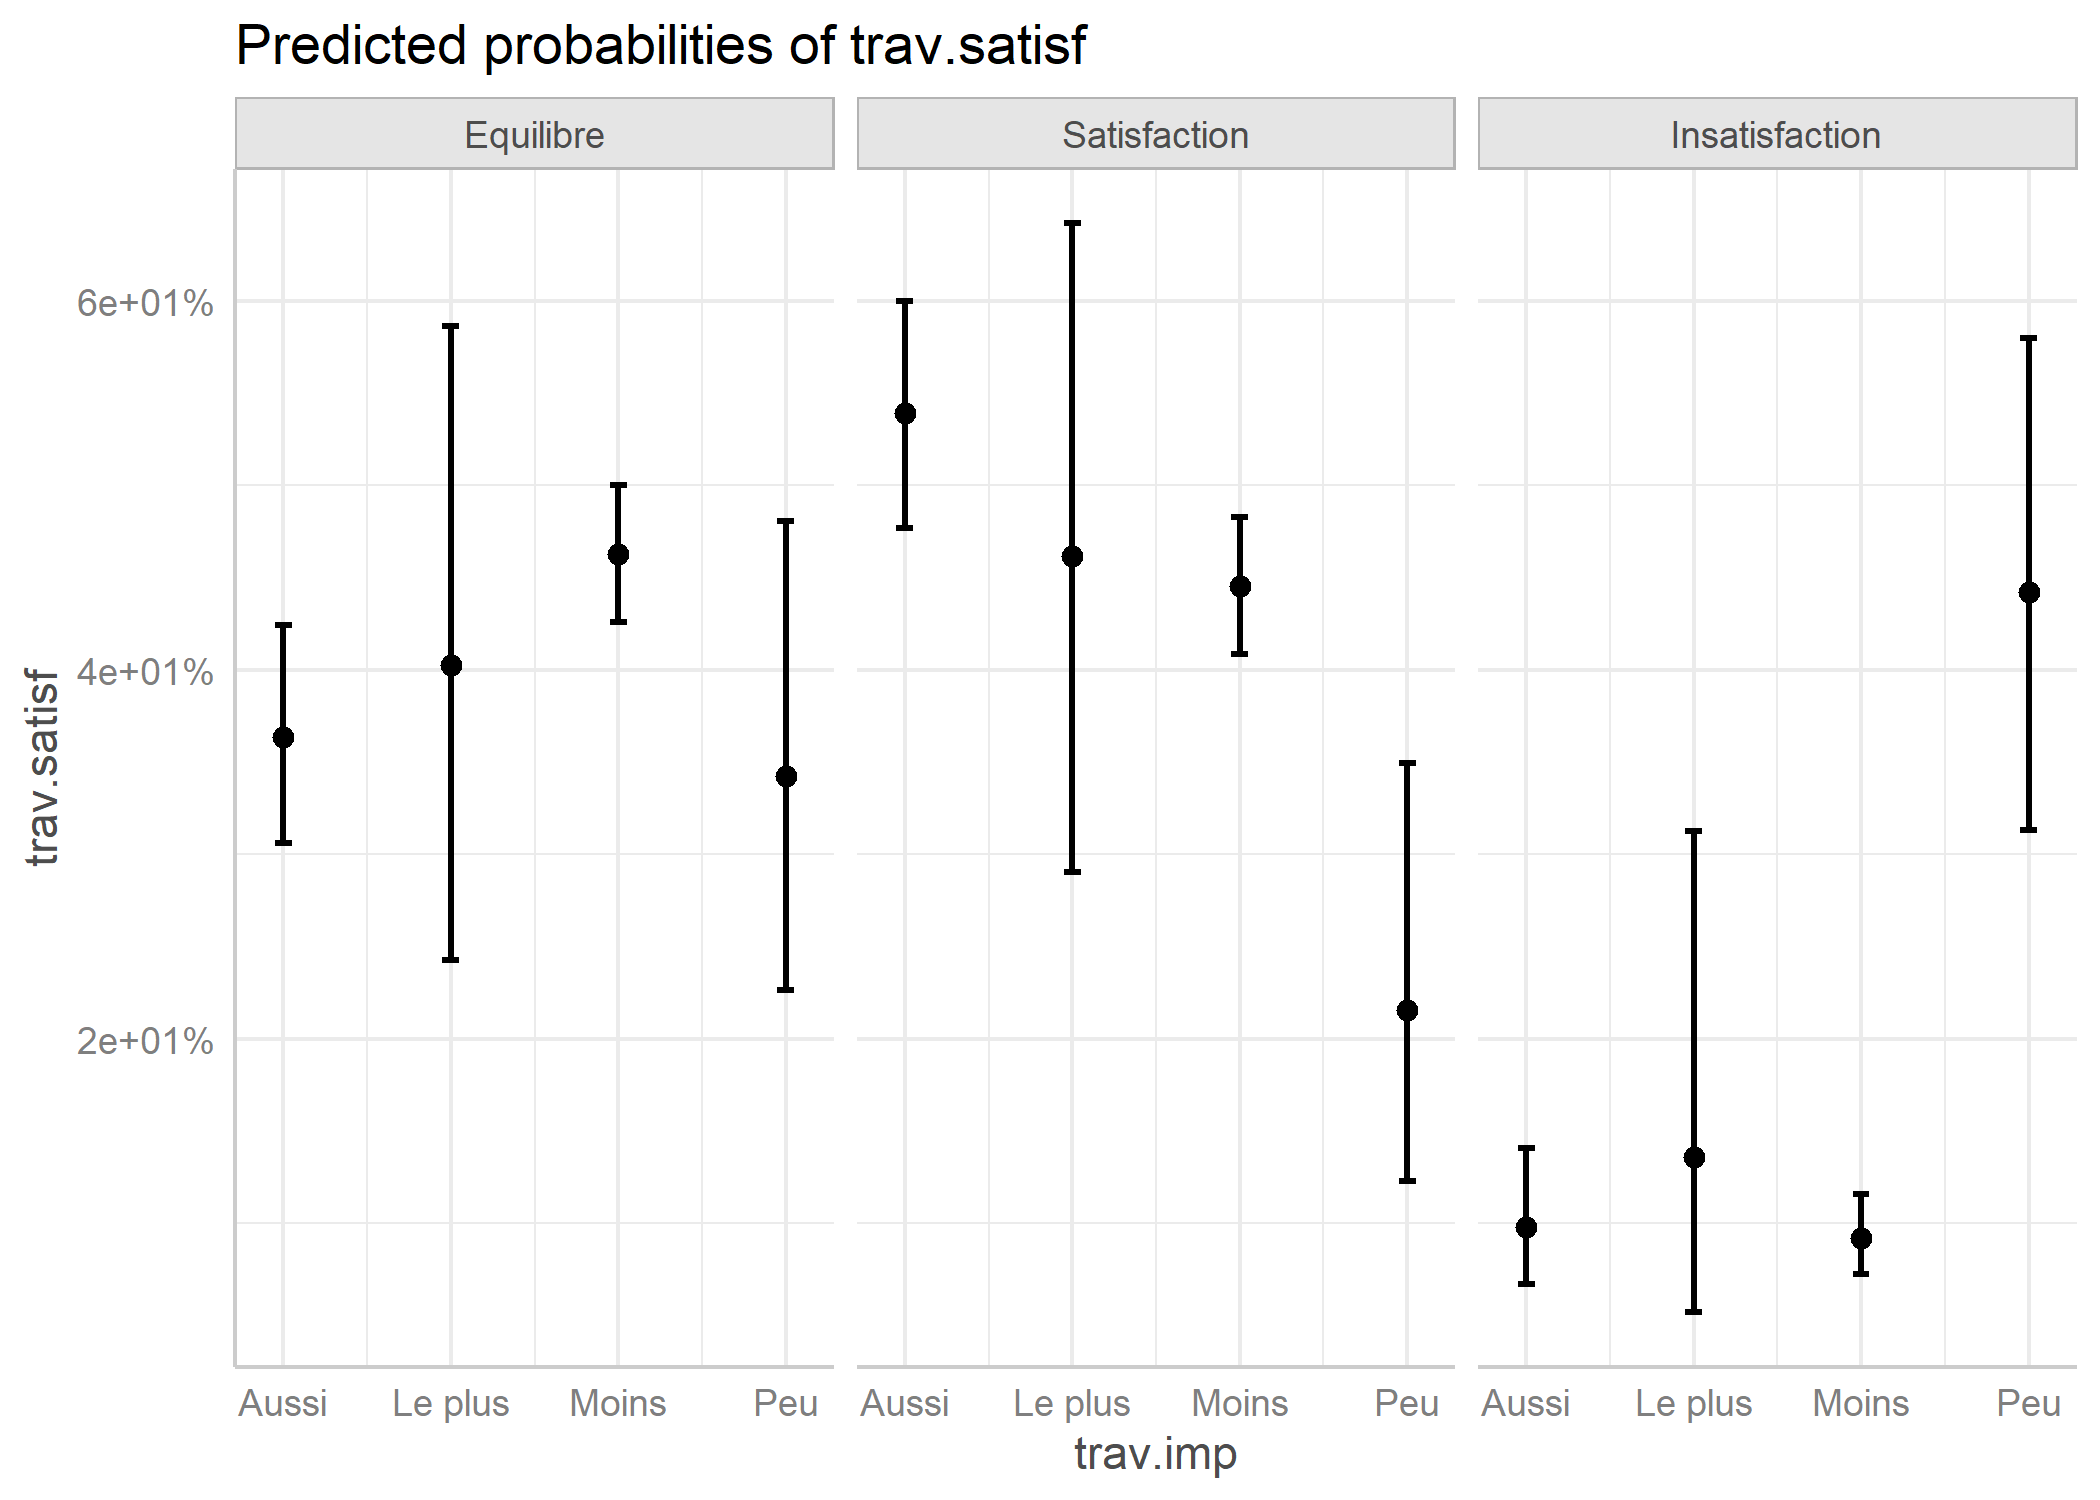 Predicted probabilities of trav.satisf
Equilibre Satisfaction Insatisfaction
trav.satisf
6e+01%
4e+01%
2e+01%
Aussi Le plus Moins Peu Aussi Le plus Moins Peu Aussi Le plus Moins Peu
trav.imp